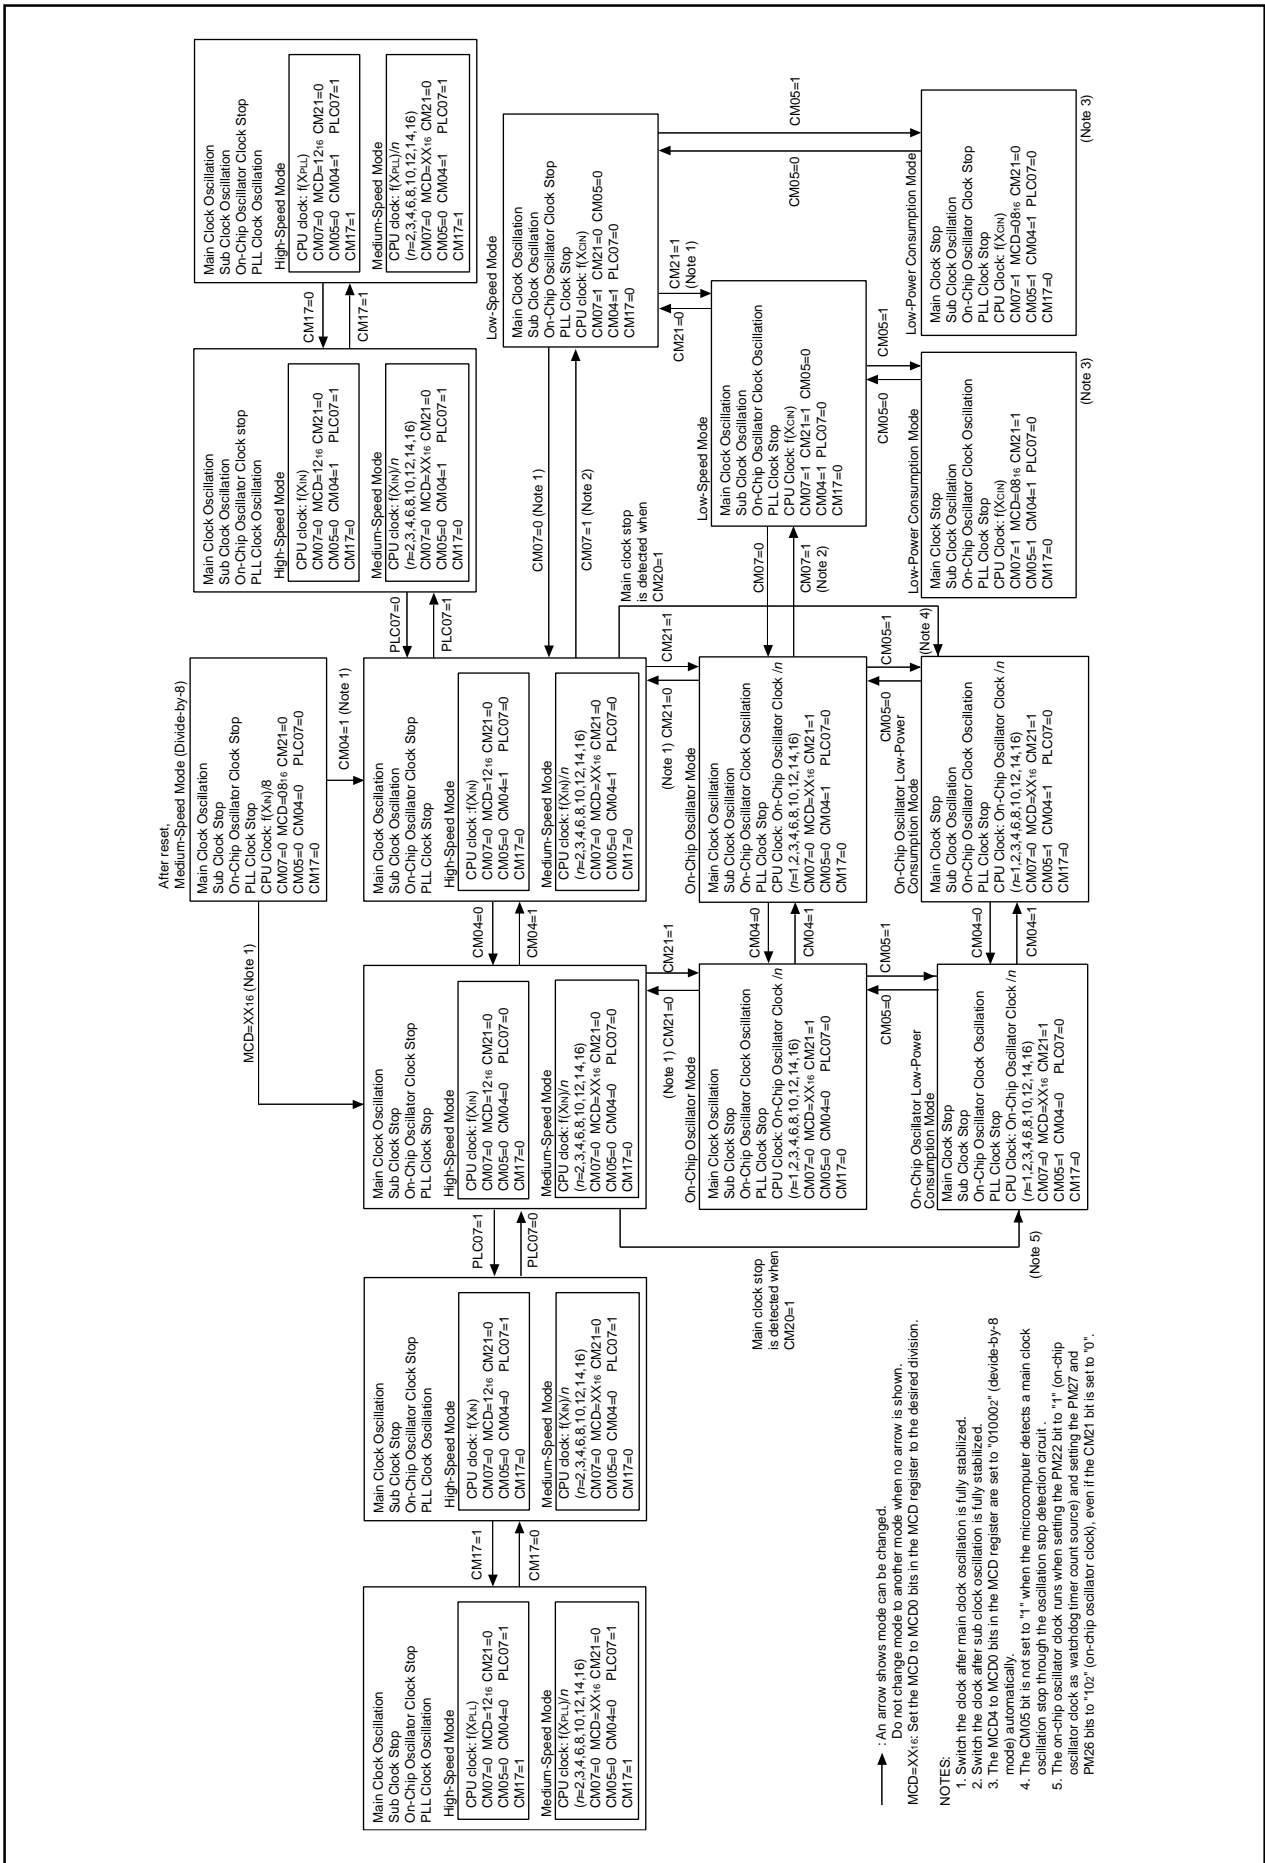 After reset,
Medium-Speed Mode (Divide-by-8)
Main Clock Oscillation
Sub Clock Stop
On-Chip Oscillator Clock Stop
PLL Clock Stop
CPU Clock: f(XIN)/8
CM07=0 MCD=0816 CM21=0
CM05=0 CM04=0 PLC07=0
CM17=0
MCD=XX16 (Note 1)
CM04=1 (Note 1)
Main Clock Oscillation
Sub Clock Stop
On-Chip Oscillator Clock Stop
PLL Clock Oscillation
High-Speed Mode
CPU clock: f(XPLL)
CM07=0 MCD=1216 CM21=0
CM05=0 CM04=0 PLC07=1
CM17=1
Medium-Speed Mode
CPU clock: f(XPLL)/n
(n=2,3,4,6,8,10,12,14,16)
CM07=0 MCD=XX16 CM21=0
CM05=0 CM04=0 PLC07=1
CM17=1
CM17=1
CM17=0
Main Clock Oscillation
Sub Clock Stop
On-Chip Oscillator Clock Stop
PLL Clock Oscillation
High-Speed Mode
CPU clock: f(XIN)
CM07=0 MCD=1216 CM21=0
CM05=0 CM04=0 PLC07=1
CM17=0
Medium-Speed Mode
CPU clock: f(XIN)/n
(n=2,3,4,6,8,10,12,14,16)
CM07=0 MCD=XX16 CM21=0
CM05=0 CM04=0 PLC07=1
CM17=0
PLC07=1
PLC07=0
Main Clock Oscillation
Sub Clock Stop
On-Chip Oscillator Clock Stop
PLL Clock Stop
High-Speed Mode
CPU clock: f(XIN)
CM07=0 MCD=1216 CM21=0
CM05=0 CM04=0 PLC07=0
CM17=0
Medium-Speed Mode
CPU clock: f(XIN)/n
(n=2,3,4,6,8,10,12,14,16)
CM07=0 MCD=XX16 CM21=0
CM05=0 CM04=0 PLC07=0
CM17=0
CM04=0
CM04=1
Main Clock Oscillation
Sub Clock Oscillation
On-Chip Oscillator Clock Stop
PLL Clock Stop
High-Speed Mode
CPU clock :f(XIN)
CM07=0 MCD=1216 CM21=0
CM05=0 CM04=1 PLC07=0
CM17=0
Medium-Speed Mode
CPU clock: f(XIN)/n
(n=2,3,4,6,8,10,12,14,16)
CM07=0 MCD=XX16 CM21=0
CM05=0 CM04=1 PLC07=0
CM17=0
PLC07=0
PLC07=1
Main Clock Oscillation
Sub Clock Oscillation
On-Chip Oscillator Clock stop
PLL Clock Oscillation
High-Speed Mode
CPU clock: f(XIN)
CM07=0 MCD=1216 CM21=0
CM05=0 CM04=1 PLC07=1
CM17=0
Medium-Speed Mode
CPU clock: f(XIN)/n
(n=2,3,4,6,8,10,12,14,16)
CM07=0 MCD=XX16 CM21=0
CM05=0 CM04=1 PLC07=1
CM17=0
CM17=0
CM17=1
Main Clock Oscillation
Sub Clock Oscillation
On-Chip Oscillator Clock Stop
PLL Clock Oscillation
High-Speed Mode
CPU clock: f(XPLL)
CM07=0 MCD=1216 CM21=0
CM05=0 CM04=1 PLC07=1
CM17=1
Medium-Speed Mode
CPU clock: f(XPLL)/n
(n=2,3,4,6,8,10,12,14,16)
CM07=0 MCD=XX16 CM21=0
CM05=0 CM04=1 PLC07=1
CM17=1
CM07=0 (Note 1)
CM07=1 (Note 2)
Low-Speed Mode
Main Clock Oscillation
Sub Clock Oscillation
On-Chip Oscillator Clock Stop
PLL Clock Stop
CPU clock: f(XCIN)
CM07=1 CM21=0 CM05=0
CM04=1 PLC07=0
CM17=0
Main clock stop
is detected when
CM20=1
(Note 1) CM21=0
CM21=1
(Note 1) CM21=0
CM21=1
CM21=0
CM21=1
(Note 1)
CM05=0
CM05=1
On-Chip Oscillator Mode
Main Clock Oscillation
Sub Clock Stop
On-Chip Oscillator Clock Oscillation
PLL Clock Stop
CPU Clock: On-Chip Oscillator Clock /n
(n=1,2,3,4,6,8,10,12,14,16)
CM07=0 MCD=XX16 CM21=1
CM05=0 CM04=0 PLC07=0
CM17=0
CM04=0
CM04=1
On-Chip Oscillator Mode
Main Clock Oscillation
Sub Clock Oscillation
On-Chip Oscillator Clock Oscillation
PLL Clock Stop
CPU Clock: On-Chip Oscillator Clock /n
(n=1,2,3,4,6,8,10,12,14,16)
CM07=0 MCD=XX16 CM21=1
CM05=0 CM04=1 PLC07=0
CM17=0
CM07=0
CM07=1
(Note 2)
Low-Speed Mode
Main Clock Oscillation
Sub Clock Oscillation
On-Chip Oscillator Clock Oscillation
PLL Clock Stop
CPU Clock: f(XCIN)
CM07=1 CM21=1 CM05=0
CM04=1 PLC07=0
CM17=0
Main clock stop
is detected when
CM20=1
(Note 5)
CM05=0
CM05=1
CM05=0
CM05=1
(Note 4)
CM05=0
CM05=1
On-Chip Oscillator Low-Power
Consumption Mode
Main Clock Stop
Sub Clock Stop
On-Chip Oscillator Clock Oscillation
PLL Clock Stop
CPU Clock: On-Chip Oscillator Clock /n
(n=1,2,3,4,6,8,10,12,14,16)
CM07=0 MCD=XX16 CM21=1
CM05=1 CM04=0 PLC07=0
CM17=0
CM04=0
CM04=1
On-Chip Oscillator Low-Power
Consumption Mode
Main Clock Stop
Sub Clock Oscillation
On-Chip Oscillator Clock Oscillation
PLL Clock Stop
CPU Clock: On-Chip Oscillator Clock /n
(n=1,2,3,4,6,8,10,12,14,16)
CM07=0 MCD=XX16 CM21=1
CM05=1 CM04=1 PLC07=0
CM17=0
Low-Power Consumption Mode
Main Clock Stop
Sub Clock Oscillation
On-Chip Oscillator Clock Oscillation
PLL Clock Stop
CPU Clock: f(XCIN)
CM07=1 MCD=0816 CM21=1
CM05=1 CM04=1 PLC07=0
CM17=0
(Note 3)
Low-Power Consumption Mode
Main Clock Stop
Sub Clock Oscillation
On-Chip Oscillator Clock Stop
PLL Clock Stop
CPU Clock: f(XCIN)
CM07=1 MCD=0816 CM21=0
CM05=1 CM04=1 PLC07=0
CM17=0
(Note 3)
: An arrow shows mode can be changed.
Do not change mode to another mode when no arrow is shown.
MCD=XX16: Set the MCD to MCD0 bits in the MCD register to the desired division.
NOTES:
1. Switch the clock after main clock oscillation is fully stabilized.
2. Switch the clock after sub clock oscillation is fully stabilized.
3. The MCD4 to MCD0 bits in the MCD register are set to "010002" (devide-by-8
mode) automatically.
4. The CM05 bit is not set to "1" when the microcomputer detects a main clock
oscillation stop through the oscillation stop detection circuit .
5. The on-chip oscillator clock runs when setting the PM22 bit to "1" (on-chip
oscillator clock as watchdog timer count source) and setting the PM27 and
PM26 bits to "102" (on-chip oscillator clock), even if the CM21 bit is set to "0".